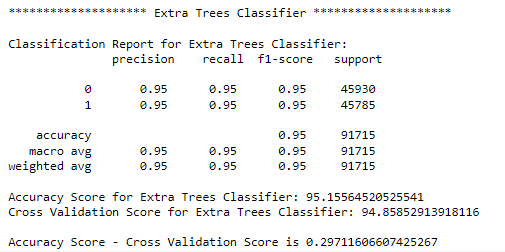 ******************** Extra Trees Classifier ********************
Classification Report for Extra Trees Classifier:
precision recall f1-score support
0 0.95 0.95 0.95 45930
1 0.95 0.95 0.95 45785
accuracy 0.95 91715
macro avg 0.95 0.95 0.95 91715
weighted avg 0.95 0.95 0.95 91715
Accuracy Score for Extra Trees Classifier: 95.15564520525541
Cross Validation Score for Extra Trees Classifier: 94.85852913918116
Accuracy Score - Cross Validation Score is 0.29711606607425267